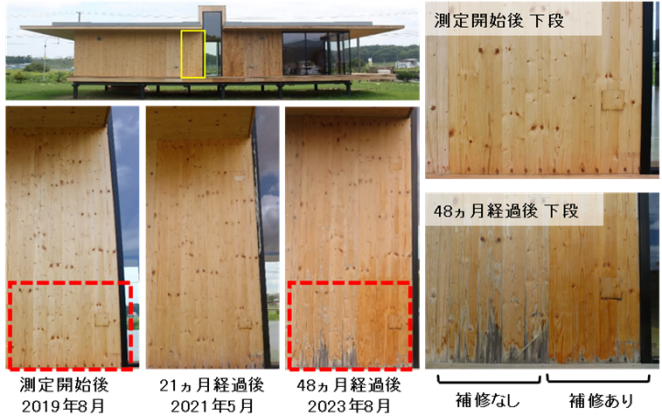 測定開始後 下段
48ヵ月経過後 下段
測定開始後
2019年8月
21ヵ月経過後
2021年5月
48ヵ月経過後
2023年8月
補修なし
補修あり